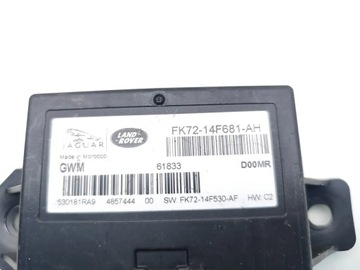 JAGUAR
LAND ROVER
FK72-14F681-AH
Made in Morocco
GWM 61833 D00MR
530181RA9 4857444 00 SW: FK72-14F530-AF HW: C2